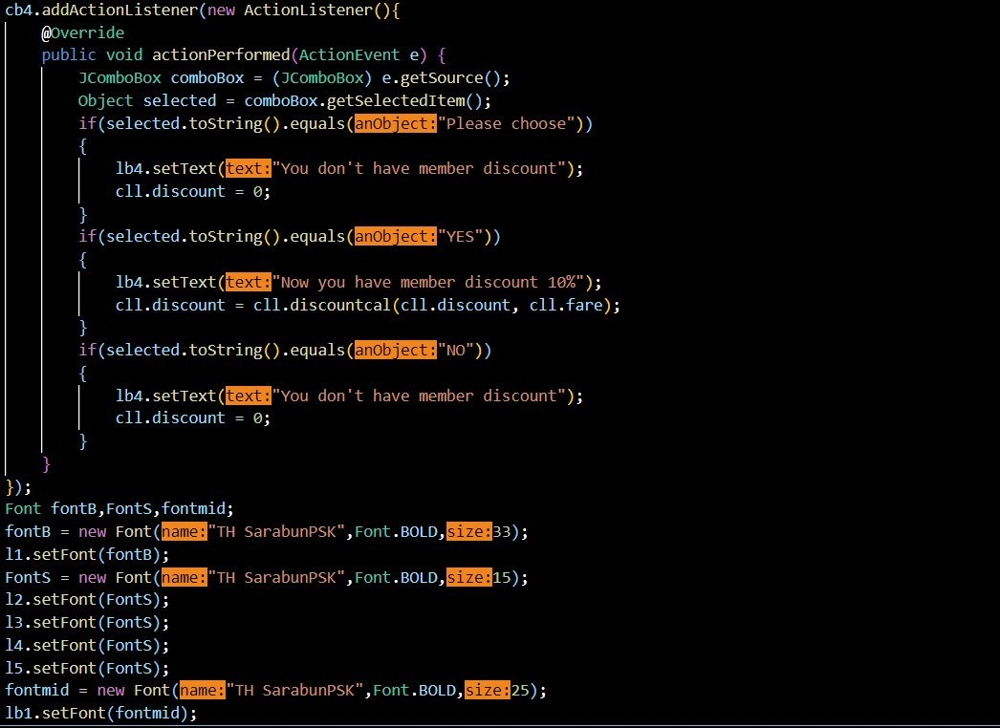 cb4.addActionListener(new ActionListener(){
@Override
public void actionPerformed(ActionEvent e) {
JComboBox comboBox = (JComboBox) e.getSource();
Object selected = comboBox.getSelectedItem();
if(selected.toString().equals(anObject:"Please choose"))
{
lb4.setText(text:"You don't have member discount");
cll.discount = 0;
}
if(selected.toString().equals(anObject:"YES"))
{
lb4.setText(text:"Now you have member discount 10%");
cll.discount = cll.discountcal(cll.discount, cll.fare);
}
if(selected.toString().equals(anObject:"NO"))
{
lb4.setText(text:"You don't have member discount");
cll.discount = 0;
}
}
});
Font fontB,FontS,fontmid;
fontB = new Font(name:"TH SarabunPSK",Font.BOLD,size:33);
l1.setFont(fontB);
FontS = new Font(name:"TH SarabunPSK",Font.BOLD,size:15);
l2.setFont(FontS);
l3.setFont(FontS);
l4.setFont(FontS);
l5.setFont(FontS);
fontmid = new Font(name:"TH SarabunPSK",Font.BOLD,size:25);
lb1.setFont(fontmid);